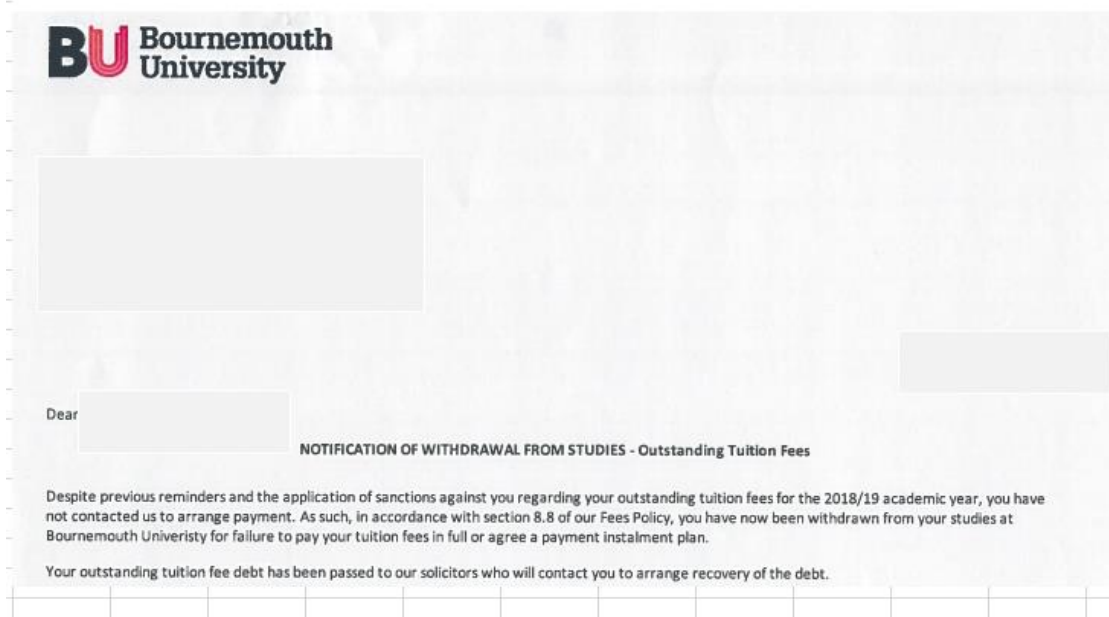 BU Bournemouth
University
Dear
NOTIFICATION OF WITHDRAWAL FROM STUDIES - Outstanding Tuition Fees
Despite previous reminders and the application of sanctions against you regarding your outstanding tuition fees for the 2018/19 academic year, you have
not contacted us to arrange payment. As such, in accordance with section 8.8 of our Fees Policy, you have now been withdrawn from your studies at
Bournemouth Univeristy for failure to pay your tuition fees in full or agree a payment instalment plan.
Your outstanding tuition fee debt has been passed to our solicitors who will contact you to arrange recovery of the debt.